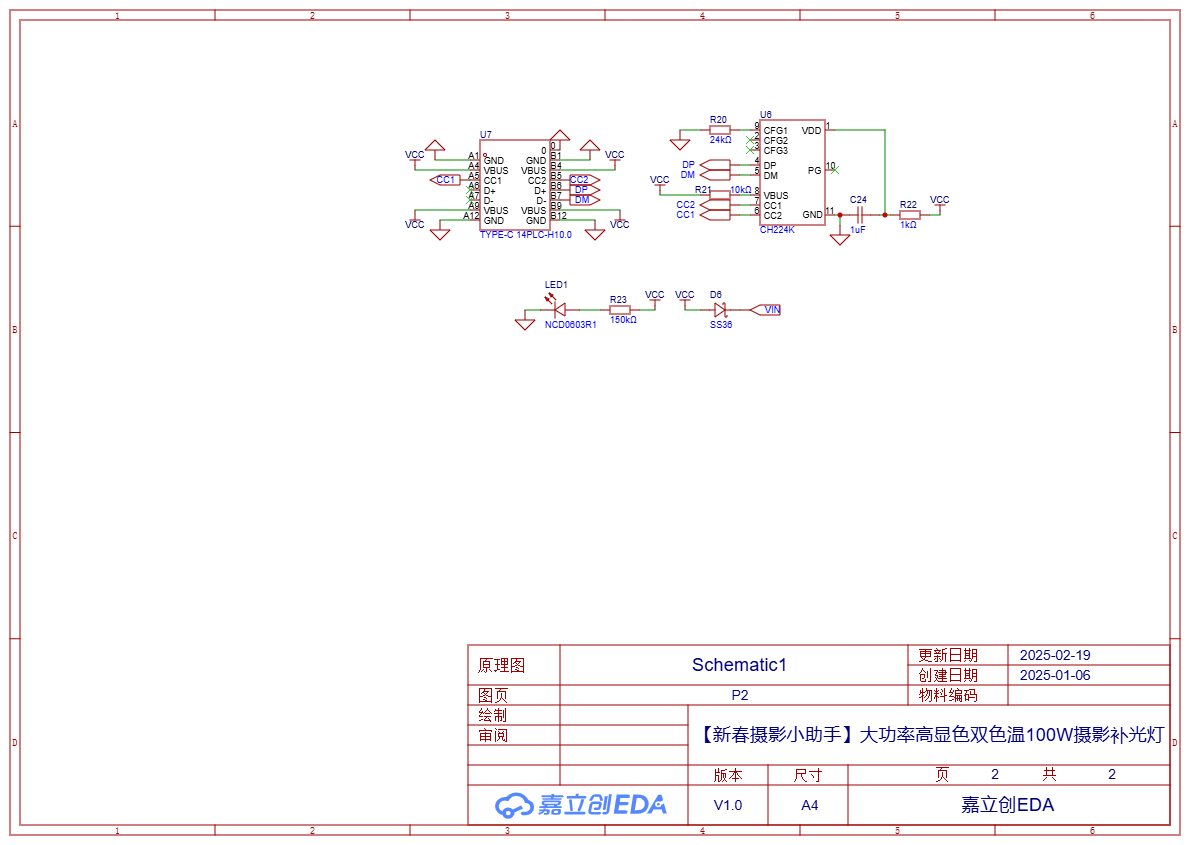 1 2 3 4 5 6
A A
B B
C C
D D
U7
VCC
A1 GND
A4 VBUS
CC1 A5 CC1
A6 D+
A7 D-
A9 VBUS
A12 GND
VCC
0 0
GND B1
VBUS B4
VCC
CC2 B5 CC2
D+ B6 DP
D- B7 DM
VBUS B9
GND B12
VCC
TYPE-C 14PLC-H10.0
U6
R20
24kΩ
9 CFG1
2 CFG2
3 CFG3
DP 4 DP
DM 5 DM
VCC
R21 10kΩ 8 VBUS
CC2 7 CC1
CC1 6 CC2
VDD 1
PG 10
GND 11
CH224K
C24
1uF
R22
1kΩ
VCC
LED1
NCD0603R1
R23
150kΩ
VCC
VCC
D6
SS36
VIN
原理图 Schematic1
更新日期 2025-02-19
创建日期 2025-01-06
图页 P2 物料编码
绘制
审阅
【新春摄影小助手】大功率高显色双色温100W摄影补光灯
版本 尺寸 页 2 共 2
嘉立创EDA V1.0 A4 嘉立创EDA
1 2 3 4 5 6